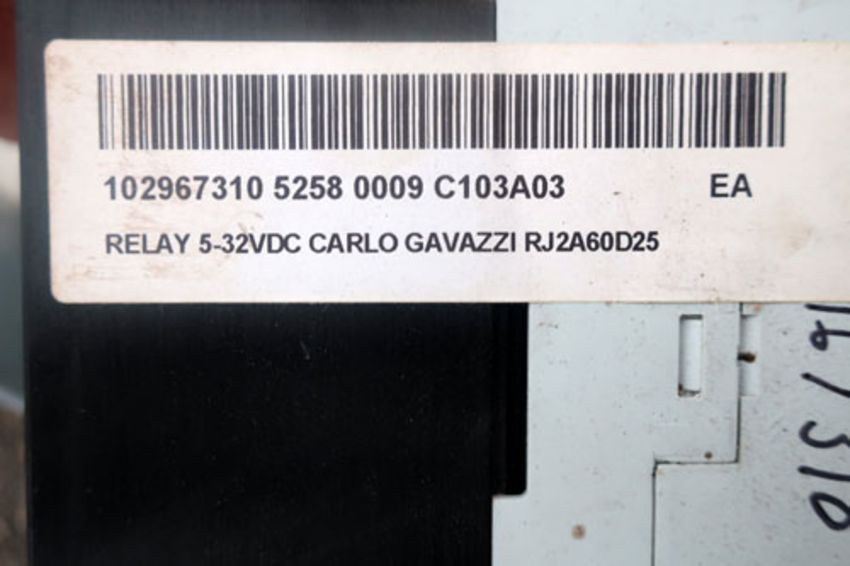 102967310 5258 0009 C103A03 EA
RELAY 5-32VDC CARLO GAVAZZI RJ2A60D25